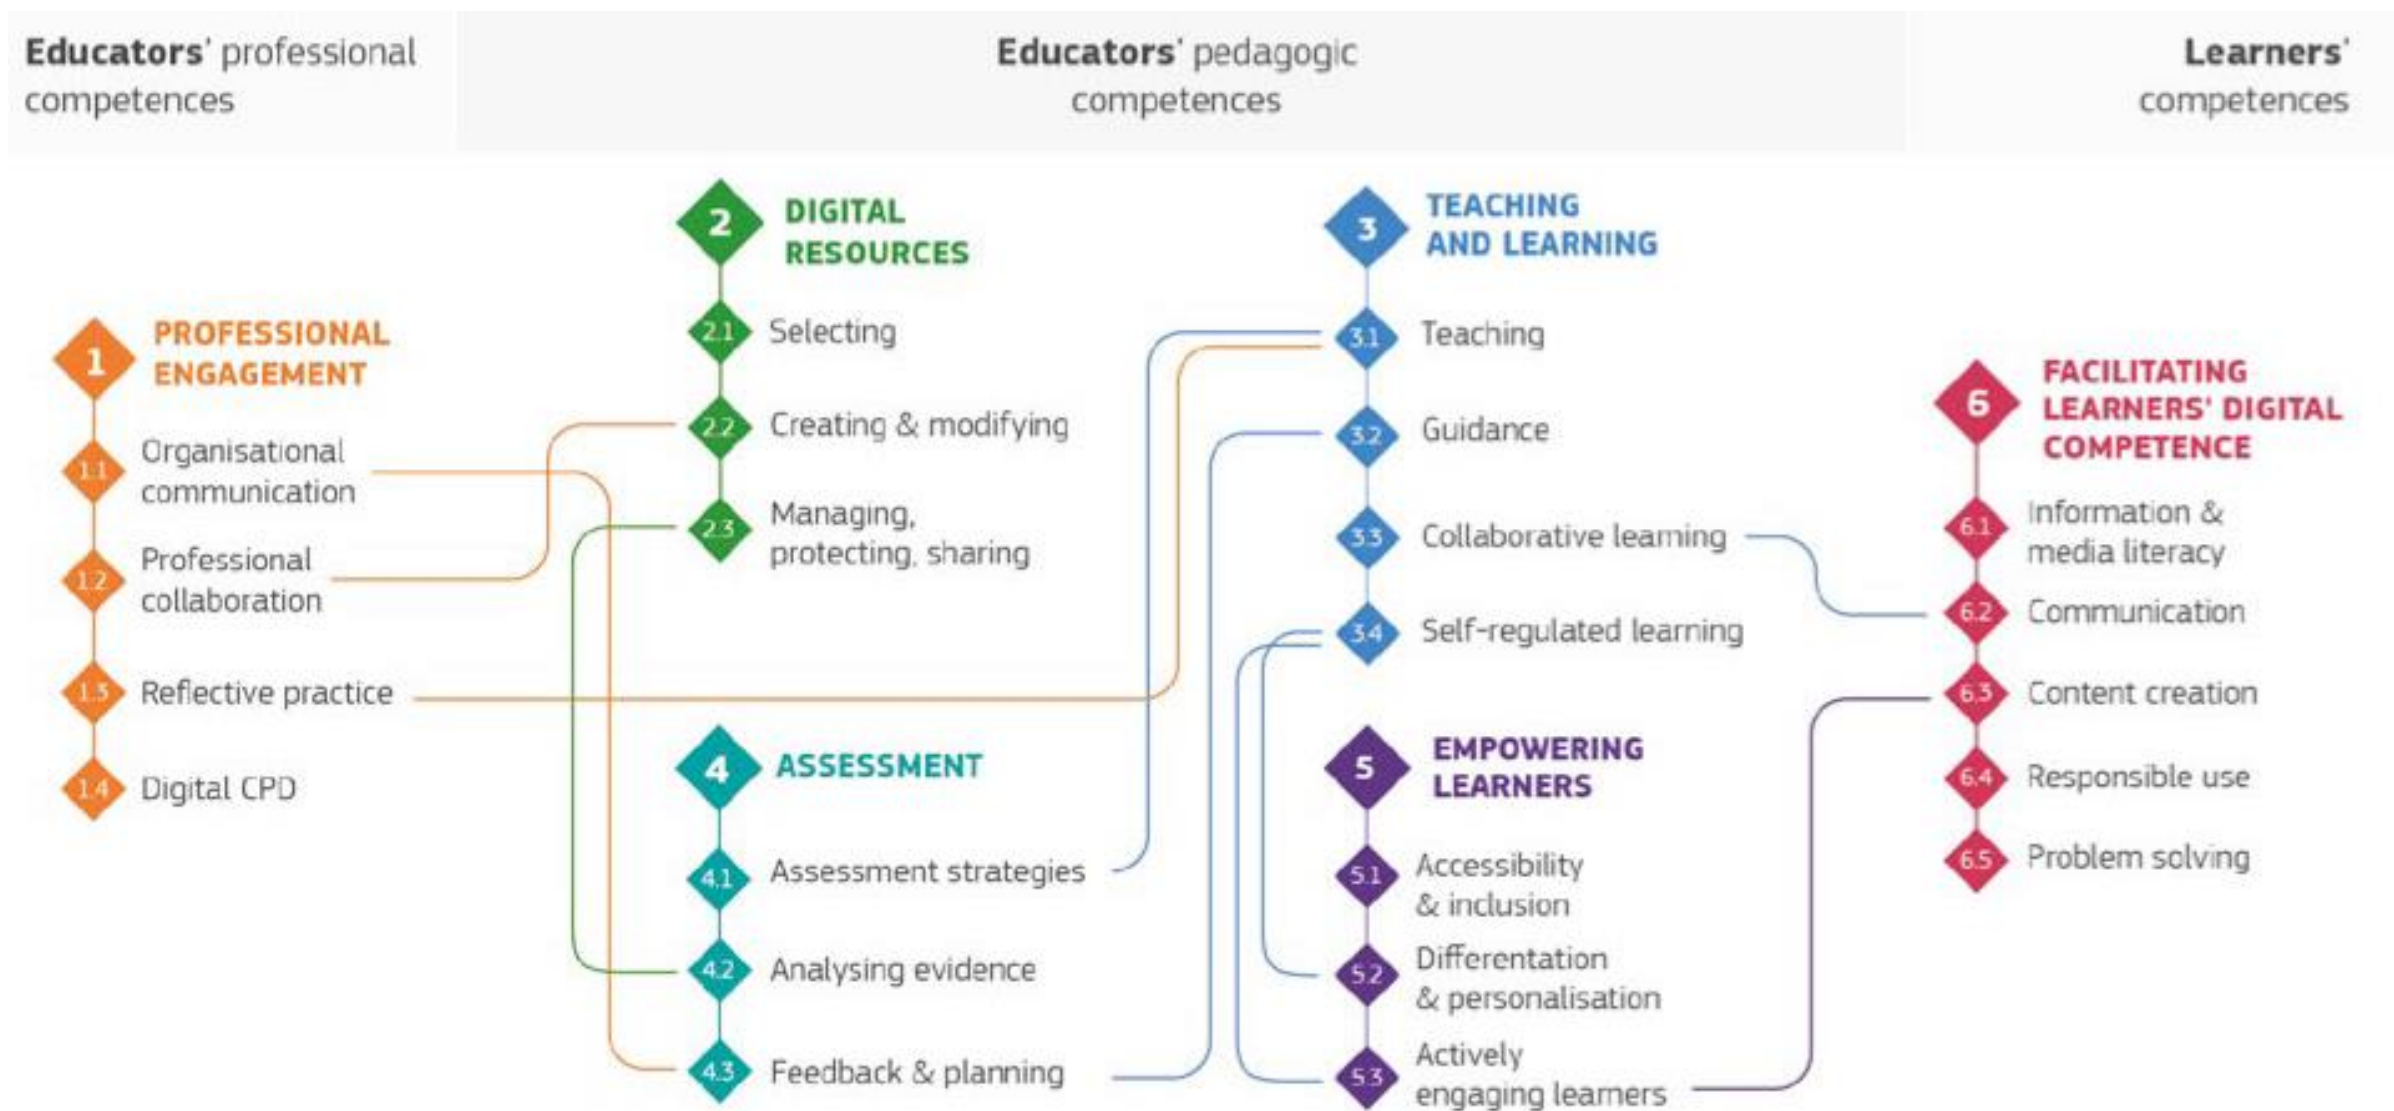 Educators' professional
competences
Educators' pedagogic
competences
Learners'
competences
1
PROFESSIONAL
ENGAGEMENT
1.1
Organisational
communication
1.2
Professional
collaboration
1.3
Reflective practice
1.4
Digital CPD
2
DIGITAL
RESOURCES
2.1
Selecting
2.2
Creating & modifying
2.3
Managing,
protecting, sharing
4
ASSESSMENT
4.1
Assessment strategies
4.2
Analysing evidence
4.3
Feedback & planning
3
TEACHING
AND LEARNING
3.1
Teaching
3.2
Guidance
3.3
Collaborative learning
3.4
Self-regulated learning
5
EMPOWERING
LEARNERS
5.1
Accessibility
& inclusion
5.2
Differentation
& personalisation
5.3
Actively
engaging learners
6
FACILITATING
LEARNERS' DIGITAL
COMPETENCE
6.1
Information &
media literacy
6.2
Communication
6.3
Content creation
6.4
Responsible use
6.5
Problem solving